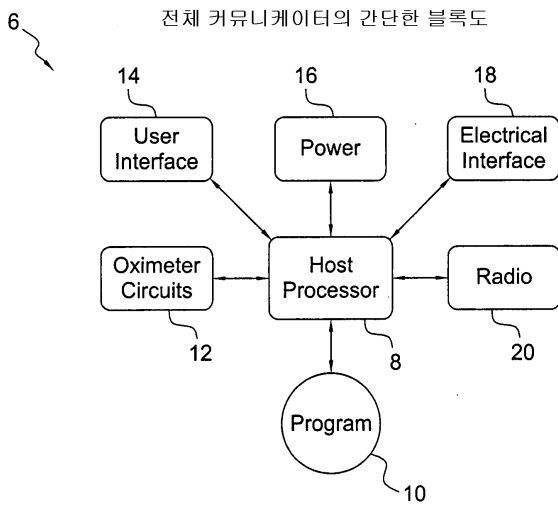 전체 커뮤니케이터의 간단한 블록도
6
14
16
18
User
Interface
Power
Electrical
Interface
Oximeter
Circuits
Host
Processor
Radio
12
8
20
Program
10